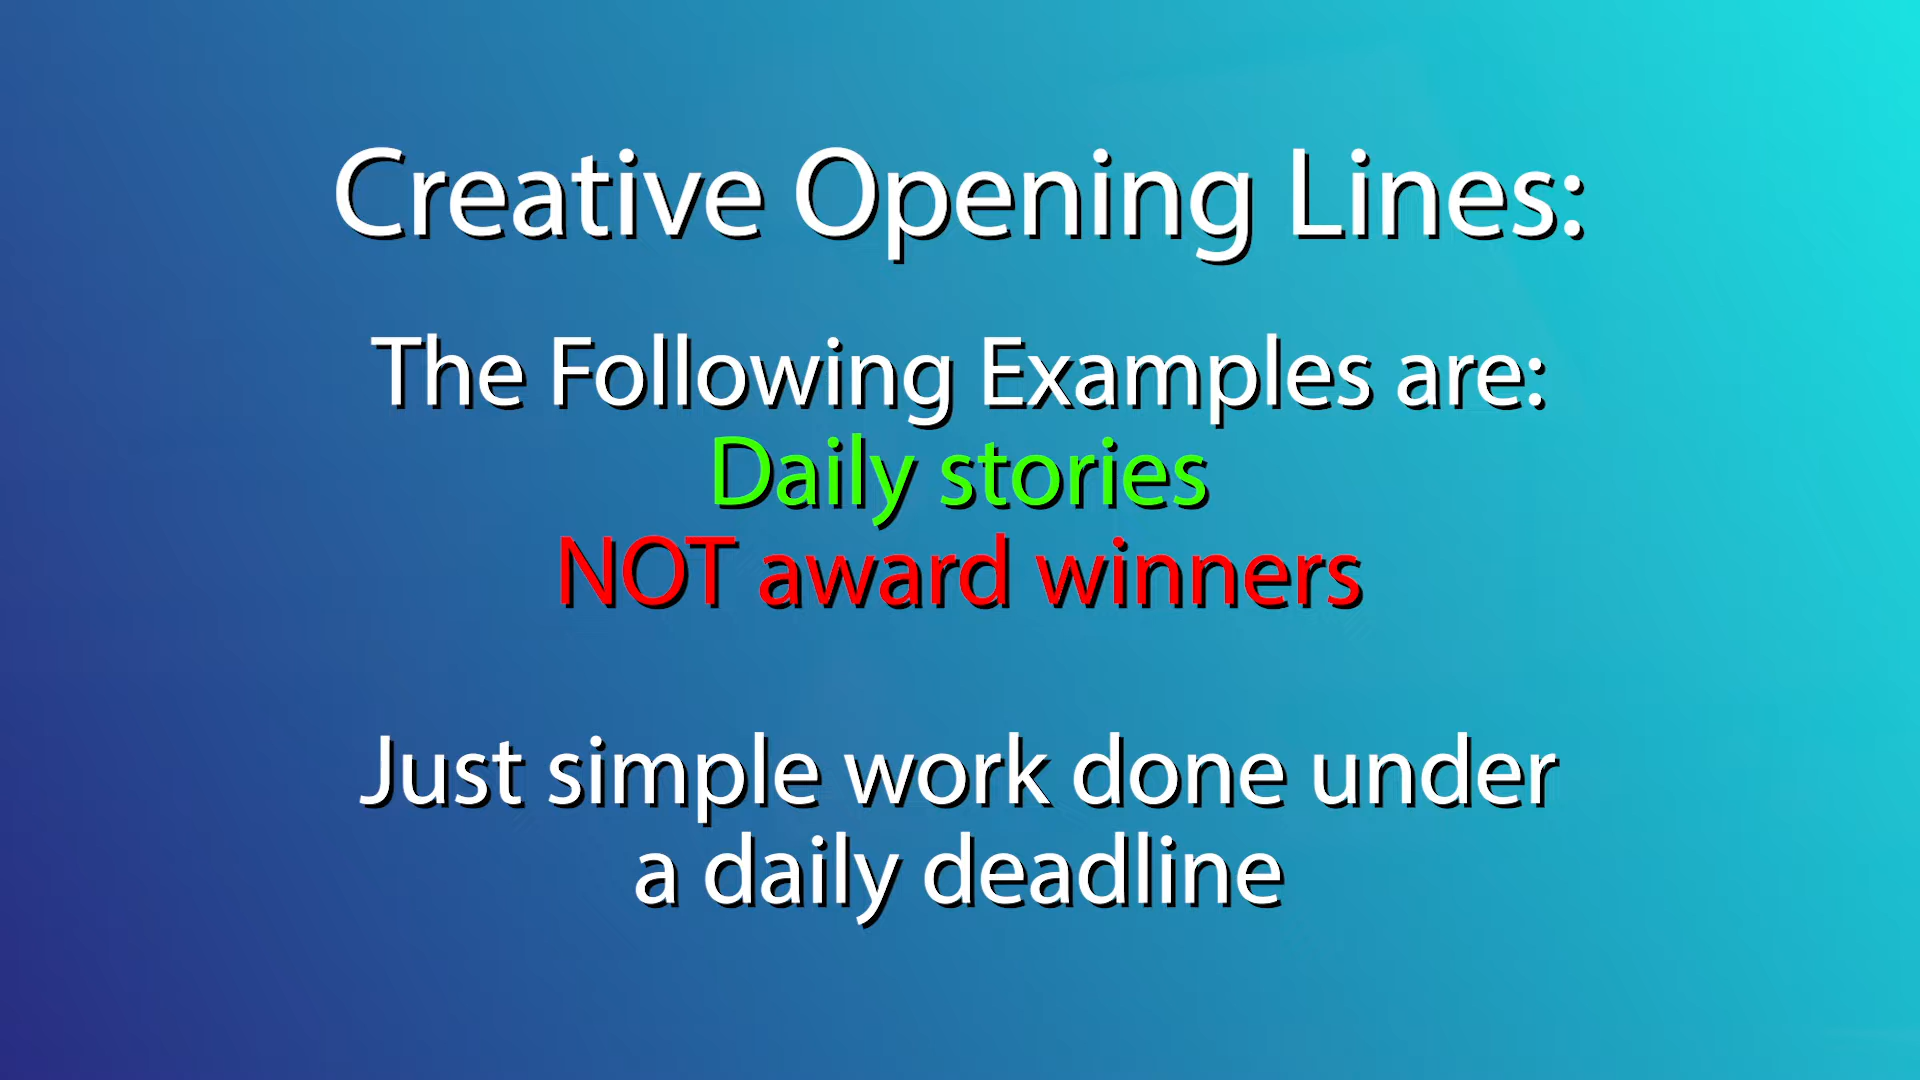 Creative Opening Lines:
The Following Examples are:
Daily stories
NOT award winners
Just simple work done under
a daily deadline